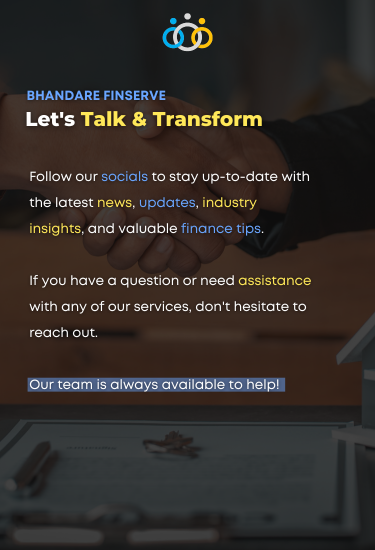 BHANDARE FINSERVE
Let's Talk & Transform
Follow our socials to stay up-to-date with
the latest news, updates, industry
insights, and valuable finance tips.
If you have a question or need assistance
with any of our services, don't hesitate to
reach out.
Our team is always available to help!